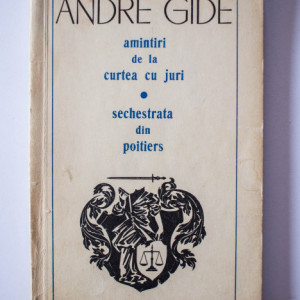 ANDRE GIDE
amintiri
de la
curtea cu juri
sechestrata
din
poitiers